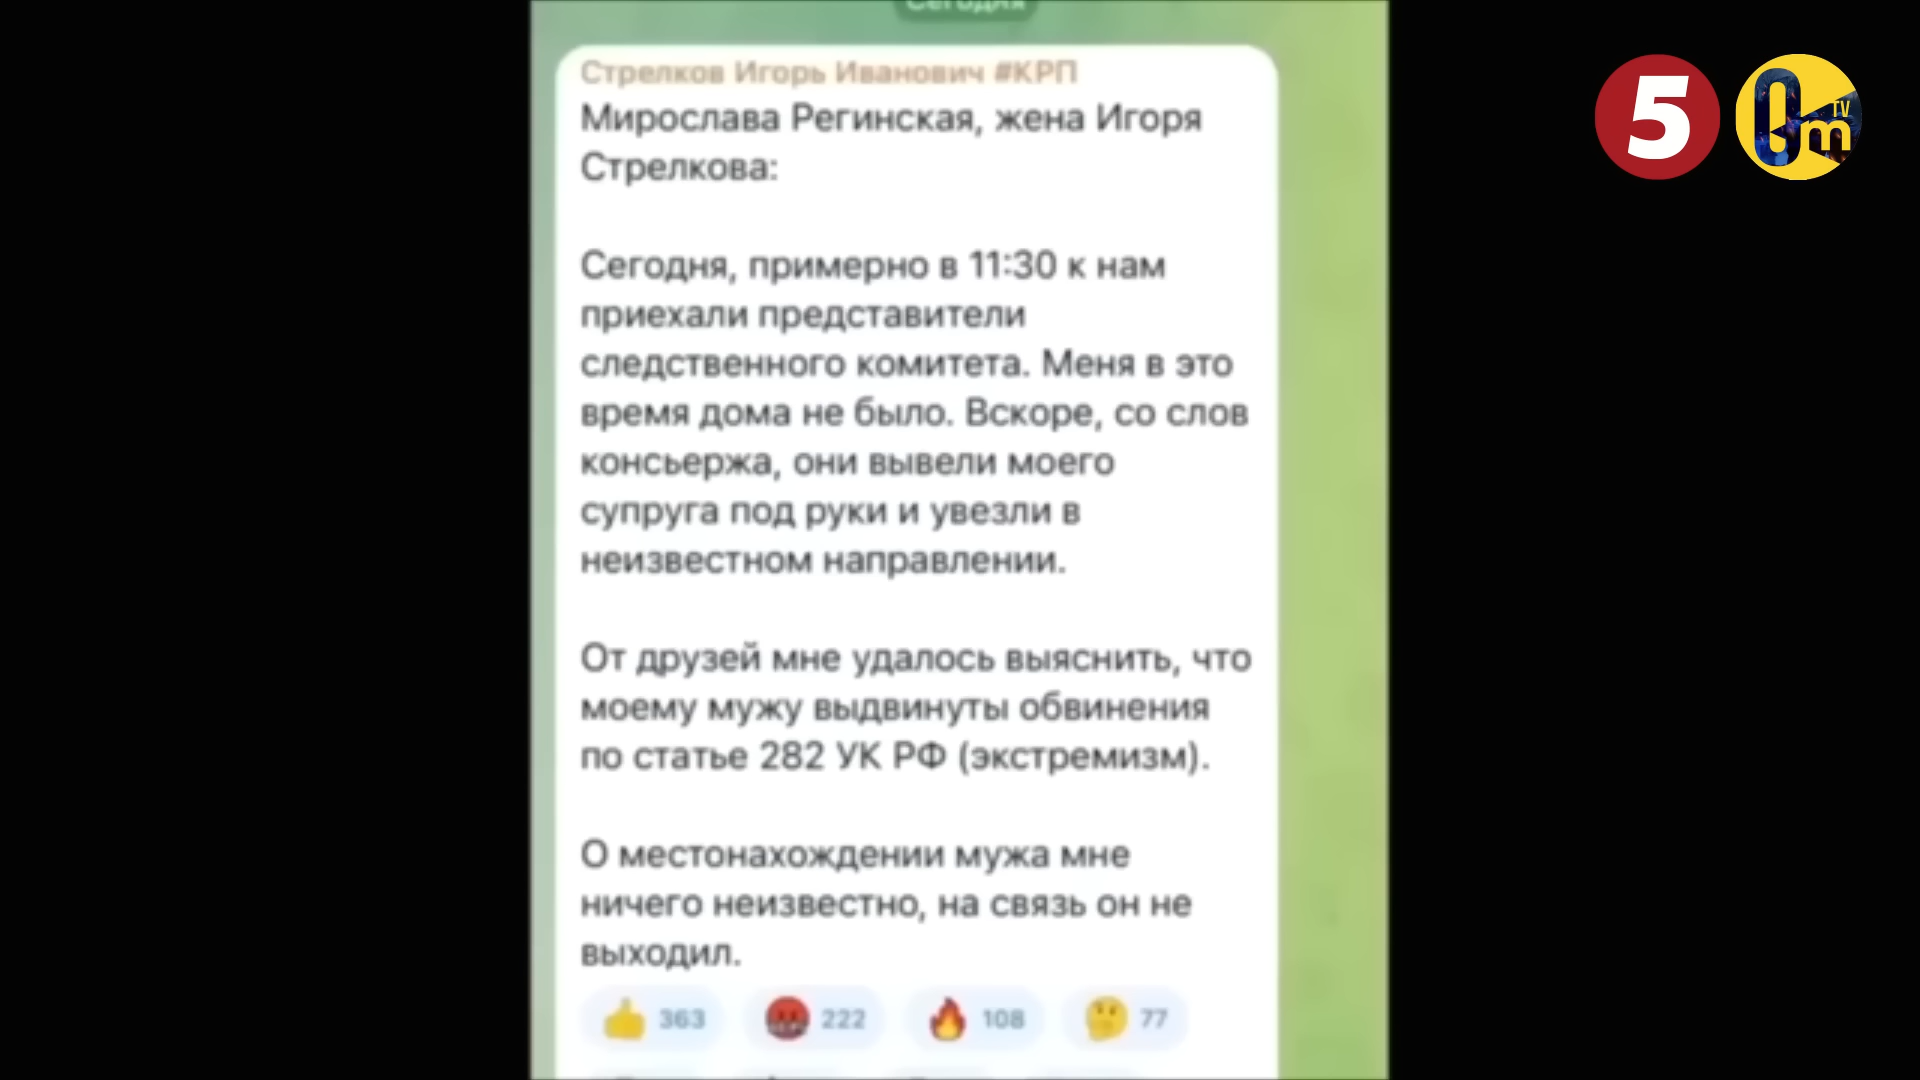 Сегодня
Стрелков Игорь Иванович #КРП
Мирослава Регинская, жена Игоря
Стрелкова:
Сегодня, примерно в 11:30 к нам
приехали представители
следственного комитета. Меня в это
время дома не было. Вскоре, со слов
консьержа, они вывели моего
супруга под руки и увезли в
неизвестном направлении.
От друзей мне удалось выяснить, что
моему мужу выдвинуты обвинения
по статье 282 УК РФ (экстремизм).
О местонахождении мужа мне
ничего неизвестно, на связь он не
выходил.
363 222 108 77
5
TV
m